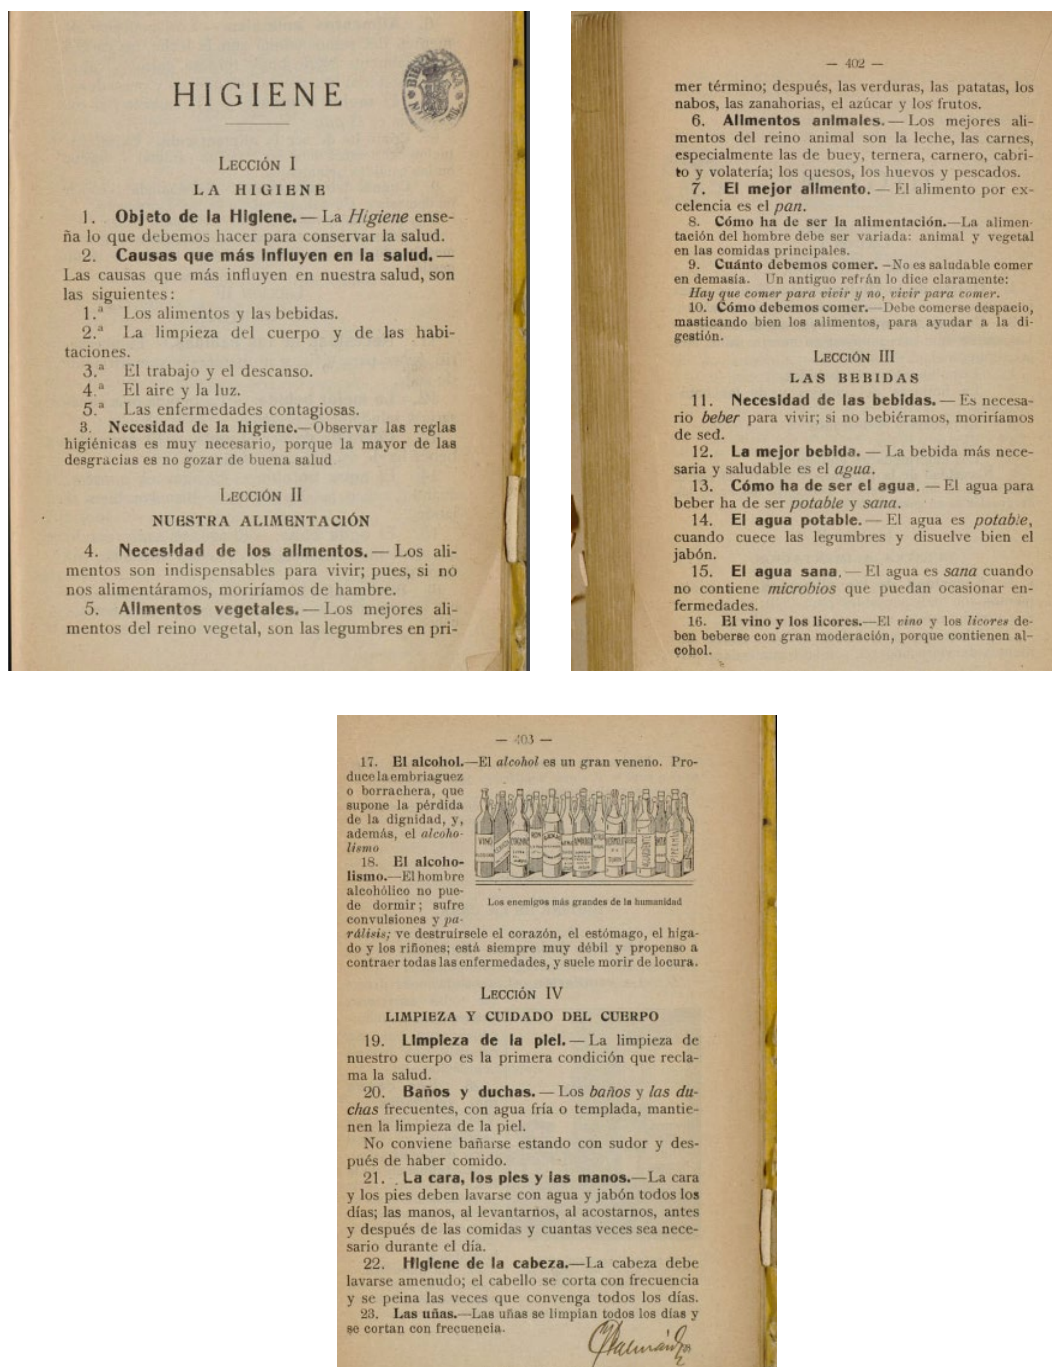 HIGIENE
LECCIÓN I
LA HIGIENE
1. Objeto de la Higiene. — La Higiene ense-
ña lo que debemos hacer para conservar la salud.
2. Causas que más influyen en la salud. —
Las causas que más influyen en nuestra salud, son
las siguientes:
1.ª Los alimentos y las bebidas.
2.ª La limpieza del cuerpo y de las habi-
taciones.
3.ª El trabajo y el descanso.
4.ª El aire y la luz.
5.ª Las enfermedades contagiosas.
3. Necesidad de la higiene.—Observar las reglas
higiénicas es muy necesario, porque la mayor de las
desgracias es no gozar de buena salud
LECCIÓN II
NUESTRA ALIMENTACIÓN
4. Necesidad de los alimentos. — Los ali-
mentos son indispensables para vivir; pues, si no
nos alimentáramos, moriríamos de hambre.
5. Alimentos vegetales. — Los mejores ali-
mentos del reino vegetal, son las legumbres en pri-
— 402 —
mer término; después, las verduras, las patatas, los
nabos, las zanahorias, el azúcar y los frutos.
6. Alimentos animales. — Los mejores ali-
mentos del reino animal son la leche, las carnes,
especialmente las de buey, ternera, carnero, cabri-
to y volatería; los quesos, los huevos y pescados.
7. El mejor alimento. — El alimento por ex-
celencia es el pan.
8. Cómo ha de ser la alimentación.—La alimen-
tación del hombre debe ser variada: animal y vegetal
en las comidas principales.
9. Cuánto debemos comer. –No es saludable comer
en demasía. Un antiguo refrán lo dice claramente:
Hay que comer para vivir y no, vivir para comer.
10. Cómo debemos comer.—Debe comerse despacio,
masticando bien los alimentos, para ayudar a la di-
gestión.
LECCIÓN III
LAS BEBIDAS
11. Necesidad de las bebidas. — Es necesa-
rio beber para vivir; si no bebiéramos, moriríamos
de sed.
12. La mejor bebida. — La bebida más nece-
saria y saludable es el agua.
13. Cómo ha de ser el agua. — El agua para
beber ha de ser potable y sana.
14. El agua potable. — El agua es potable,
cuando cuece las legumbres y disuelve bien el
jabón.
15. El agua sana. — El agua es sana cuando
no contiene microbios que puedan ocasionar en-
fermedades.
16. El vino y los licores.—El vino y los licores de-
ben beberse con gran moderación, porque contienen al-
cohol.
— 403 —
17. El alcohol.—El alcohol es un gran veneno. Pro-
duce la embriaguez
o borrachera, que
supone la pérdida
de la dignidad, y,
además, el alcoho-
lismo
18. El alcoho-
lismo.—El hombre
alcohólico no pue-
de dormir; sufre
convulsiones y pa-
VINO
Los enemigos más grandes de la humanidad
rálisis; ve destruírsele el corazón, el estómago, el híga-
do y los riñones; está siempre muy débil y propenso a
contraer todas las enfermedades, y suele morir de locura.
LECCIÓN IV
LIMPIEZA Y CUIDADO DEL CUERPO
19. Limpieza de la piel. — La limpieza de
nuestro cuerpo es la primera condición que recla-
ma la salud.
20. Baños y duchas. — Los baños y las du-
chas frecuentes, con agua fría o templada, mantie-
nen la limpieza de la piel.
No conviene bañarse estando con sudor y des-
pués de haber comido.
21. La cara, los pies y las manos.—La cara
y los pies deben lavarse con agua y jabón todos los
días; las manos, al levantarnos, al acostarnos, antes
y después de las comidas y cuantas veces sea nece-
sario durante el día.
22. Higiene de la cabeza.—La cabeza debe
lavarse amenudo; el cabello se corta con frecuencia
y se peina las veces que convenga todos los días.
23. Las uñas.—Las uñas se limpian todos los días y
se cortan con frecuencia.